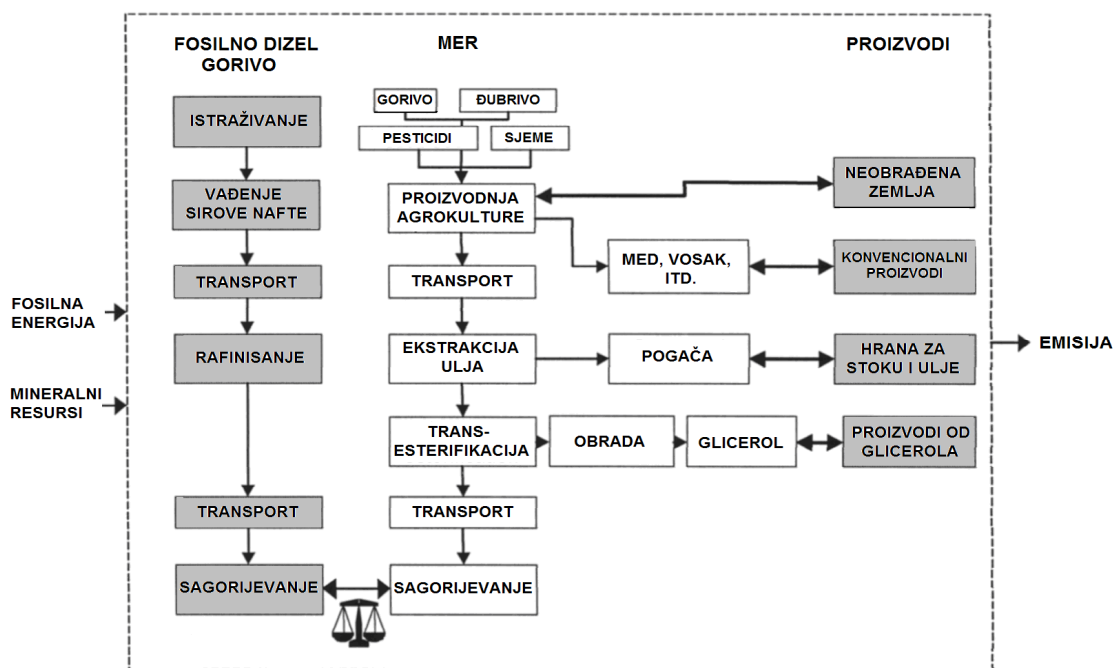 FOSILNO DIZEL
GORIVO
MER
PROIZVODI
ISTRAŽIVANJE
VAĐENJE
SIROVE NAFTE
TRANSPORT
RAFINISANJE
TRANSPORT
SAGORIJEVANJE
FOSILNA
ENERGIJA
MINERALNI
RESURSI
GORIVO
ĐUBRIVO
PESTICIDI
SJEME
PROIZVODNJA
AGROKULTURE
TRANSPORT
EKSTRAKCIJA
ULJA
TRANS-
ESTERIFIKACIJA
TRANSPORT
SAGORIJEVANJE
MED, VOSAK,
ITD.
POGAČA
OBRADA
GLICEROL
NEOBRAĐENA
ZEMLJA
KONVENCIONALNI
PROIZVODI
HRANA ZA
STOKU I ULJE
PROIZVODI OD
GLICEROLA
EMISIJA